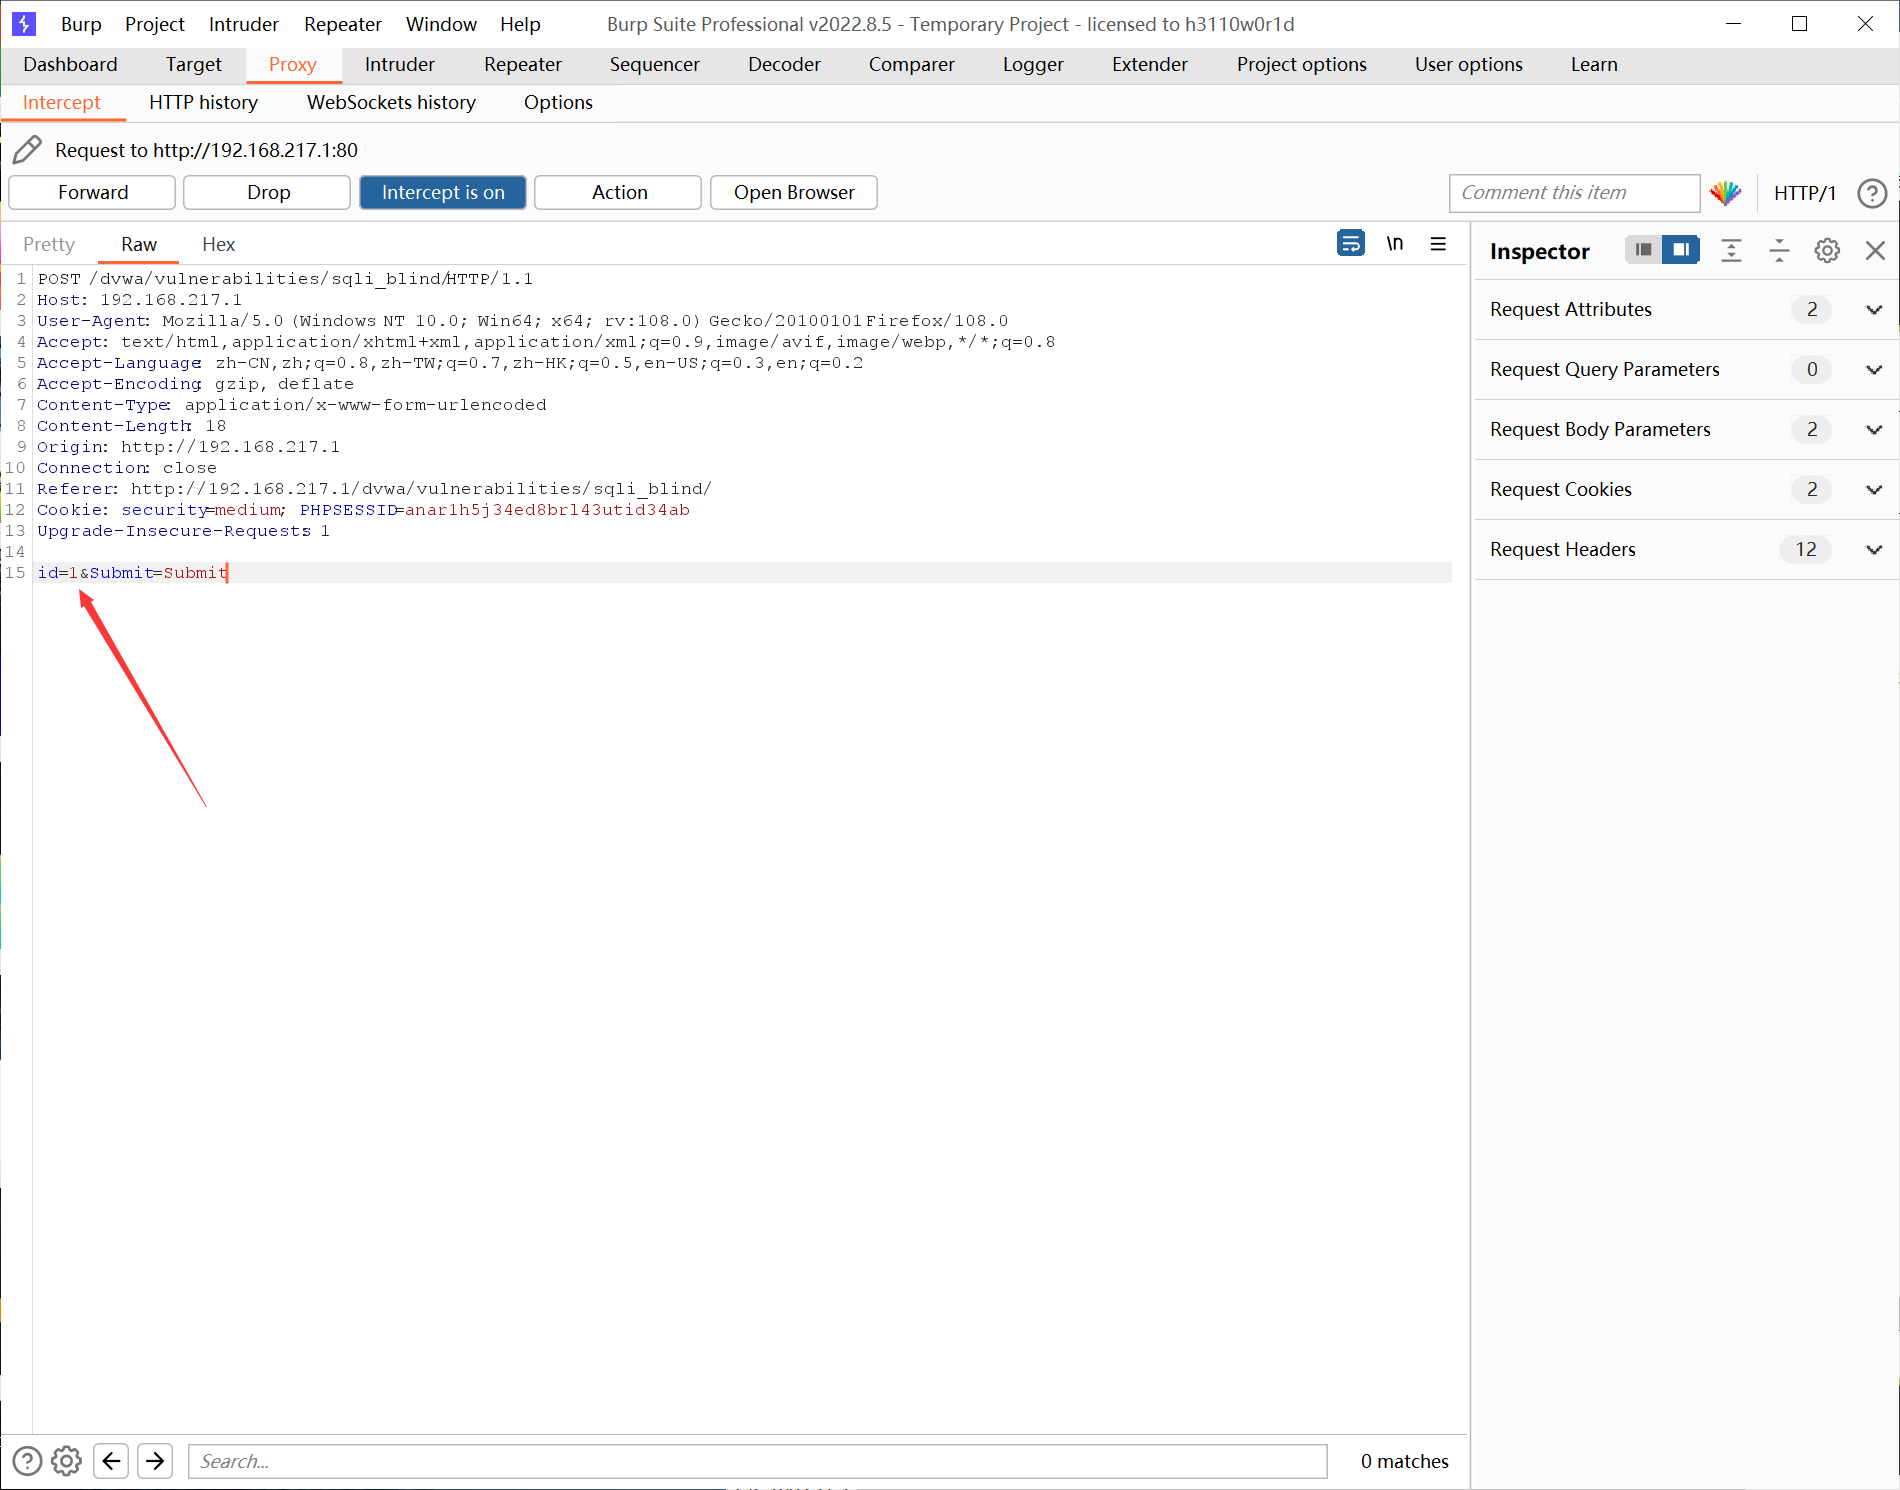 Burp Project Intruder Repeater Window Help Burp Suite Professional v2022.8.5 - Temporary Project - licensed to h3110w0r1d
Dashboard Target Proxy Intruder Repeater Sequencer Decoder Comparer Logger Extender Project options User options Learn
Intercept HTTP history WebSockets history Options
Request to http://192.168.217.1:80
Forward Drop Intercept is on Action Open Browser Comment this item HTTP/1 ?
Pretty Raw Hex \n
1 POST /dvwa/vulnerabilities/sqli_blind/HTTP/1.1
2 Host: 192.168.217.1
3 User-Agent: Mozilla/5.0 (Windows NT 10.0; Win64; x64; rv:108.0) Gecko/20100101 Firefox/108.0
4 Accept: text/html,application/xhtml+xml,application/xml;q=0.9,image/avif,image/webp,*/*;q=0.8
5 Accept-Language: zh-CN,zh;q=0.8,zh-TW;q=0.7,zh-HK;q=0.5,en-US;q=0.3,en;q=0.2
6 Accept-Encoding: gzip, deflate
7 Content-Type: application/x-www-form-urlencoded
8 Content-Length: 18
9 Origin: http://192.168.217.1
10 Connection: close
11 Referer: http://192.168.217.1/dvwa/vulnerabilities/sqli_blind/
12 Cookie: security=medium; PHPSESSID=anar1h5j34ed8brl43utid34ab
13 Upgrade-Insecure-Requests: 1
14
15 id=1&Submit=Submit
Inspector
Request Attributes 2
Request Query Parameters 0
Request Body Parameters 2
Request Cookies 2
Request Headers 12
? Search... 0 matches